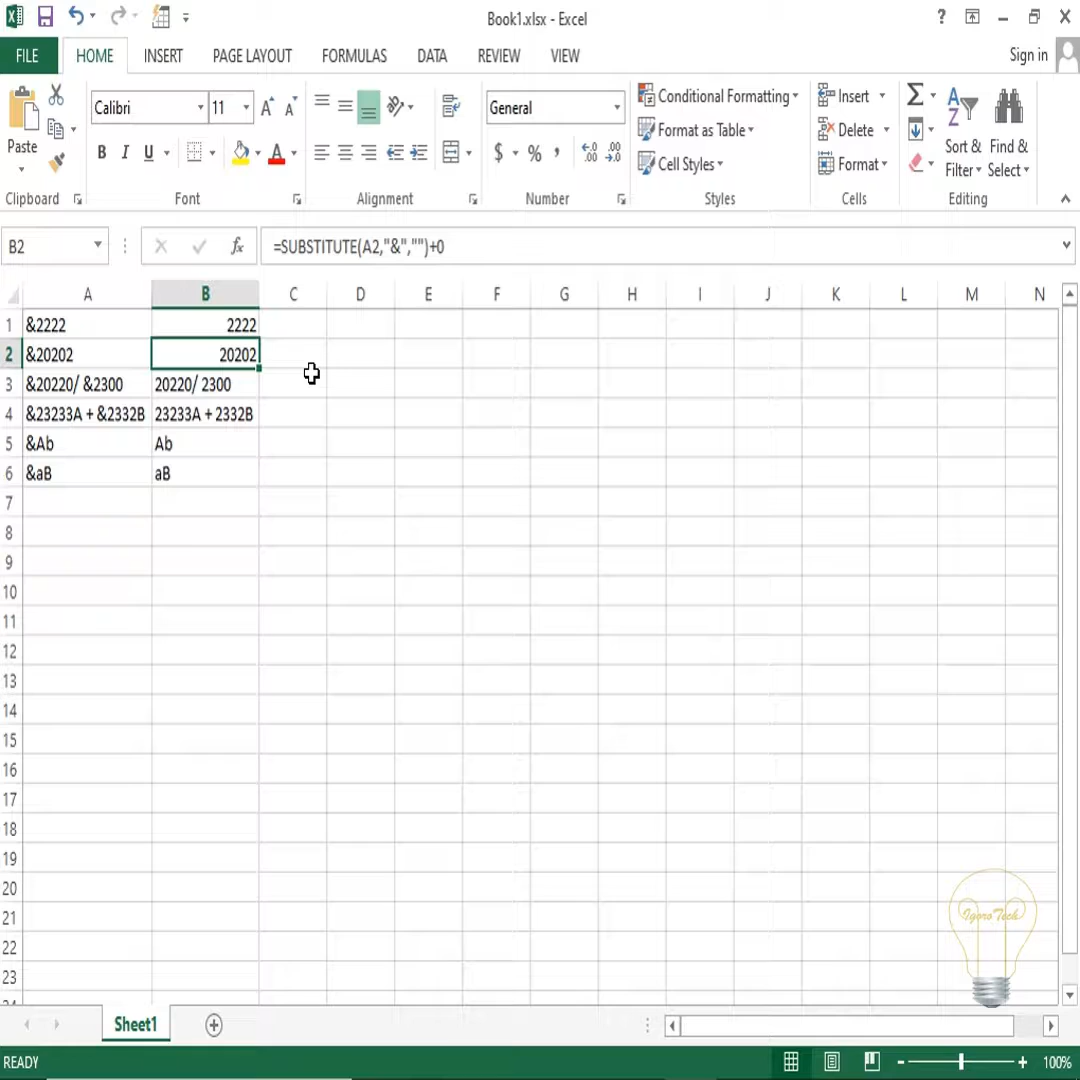 Book1.xlsx - Excel
?
FILE HOME INSERT PAGE LAYOUT FORMULAS DATA REVIEW VIEW Sign in
Calibri 11 General Conditional Formatting Insert
Format as Table Delete
Paste B I U $ % , Cell Styles Format Sort & Filter Find & Select
Clipboard Font Alignment Number Styles Cells Editing
B2 fx =SUBSTITUTE(A2,"&","")+0
A B C D E F G H I J K L M N
1 &2222 2222
2 &20202 20202
3 &20220/ &2300 20220/ 2300
4 &23233A + &2332B 23233A + 2332B
5 &Ab Ab
6 &aB aB
7
8
9
10
11
12
13
14
15
16
17
18
19
20
21
22
23
24
IgoroTech
Sheet1
READY 100%